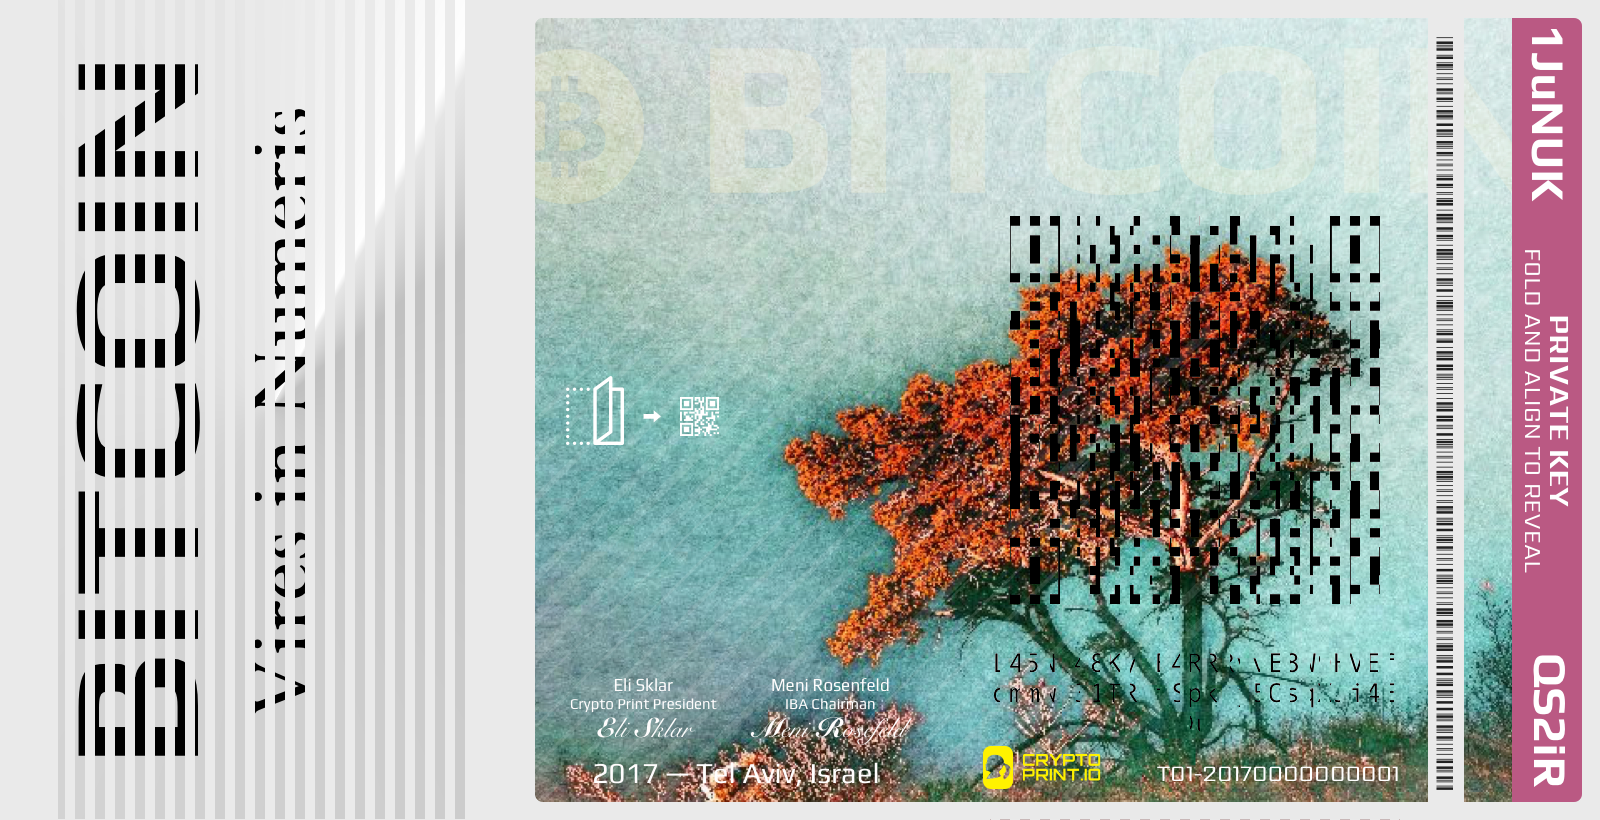 BITCOIN
Vires in Numeris
BITCOIN
Eli Sklar
Crypto Print President
Eli Sklar
Meni Rosenfeld
IBA Chairman
Meni Rosenfeld
2017 — Tel Aviv, Israel
CRYPTO
PRINT.IO
T01-20170000000001
1JuNUK
PRIVATE KEY
FOLD AND ALIGN TO REVEAL
QS2iR